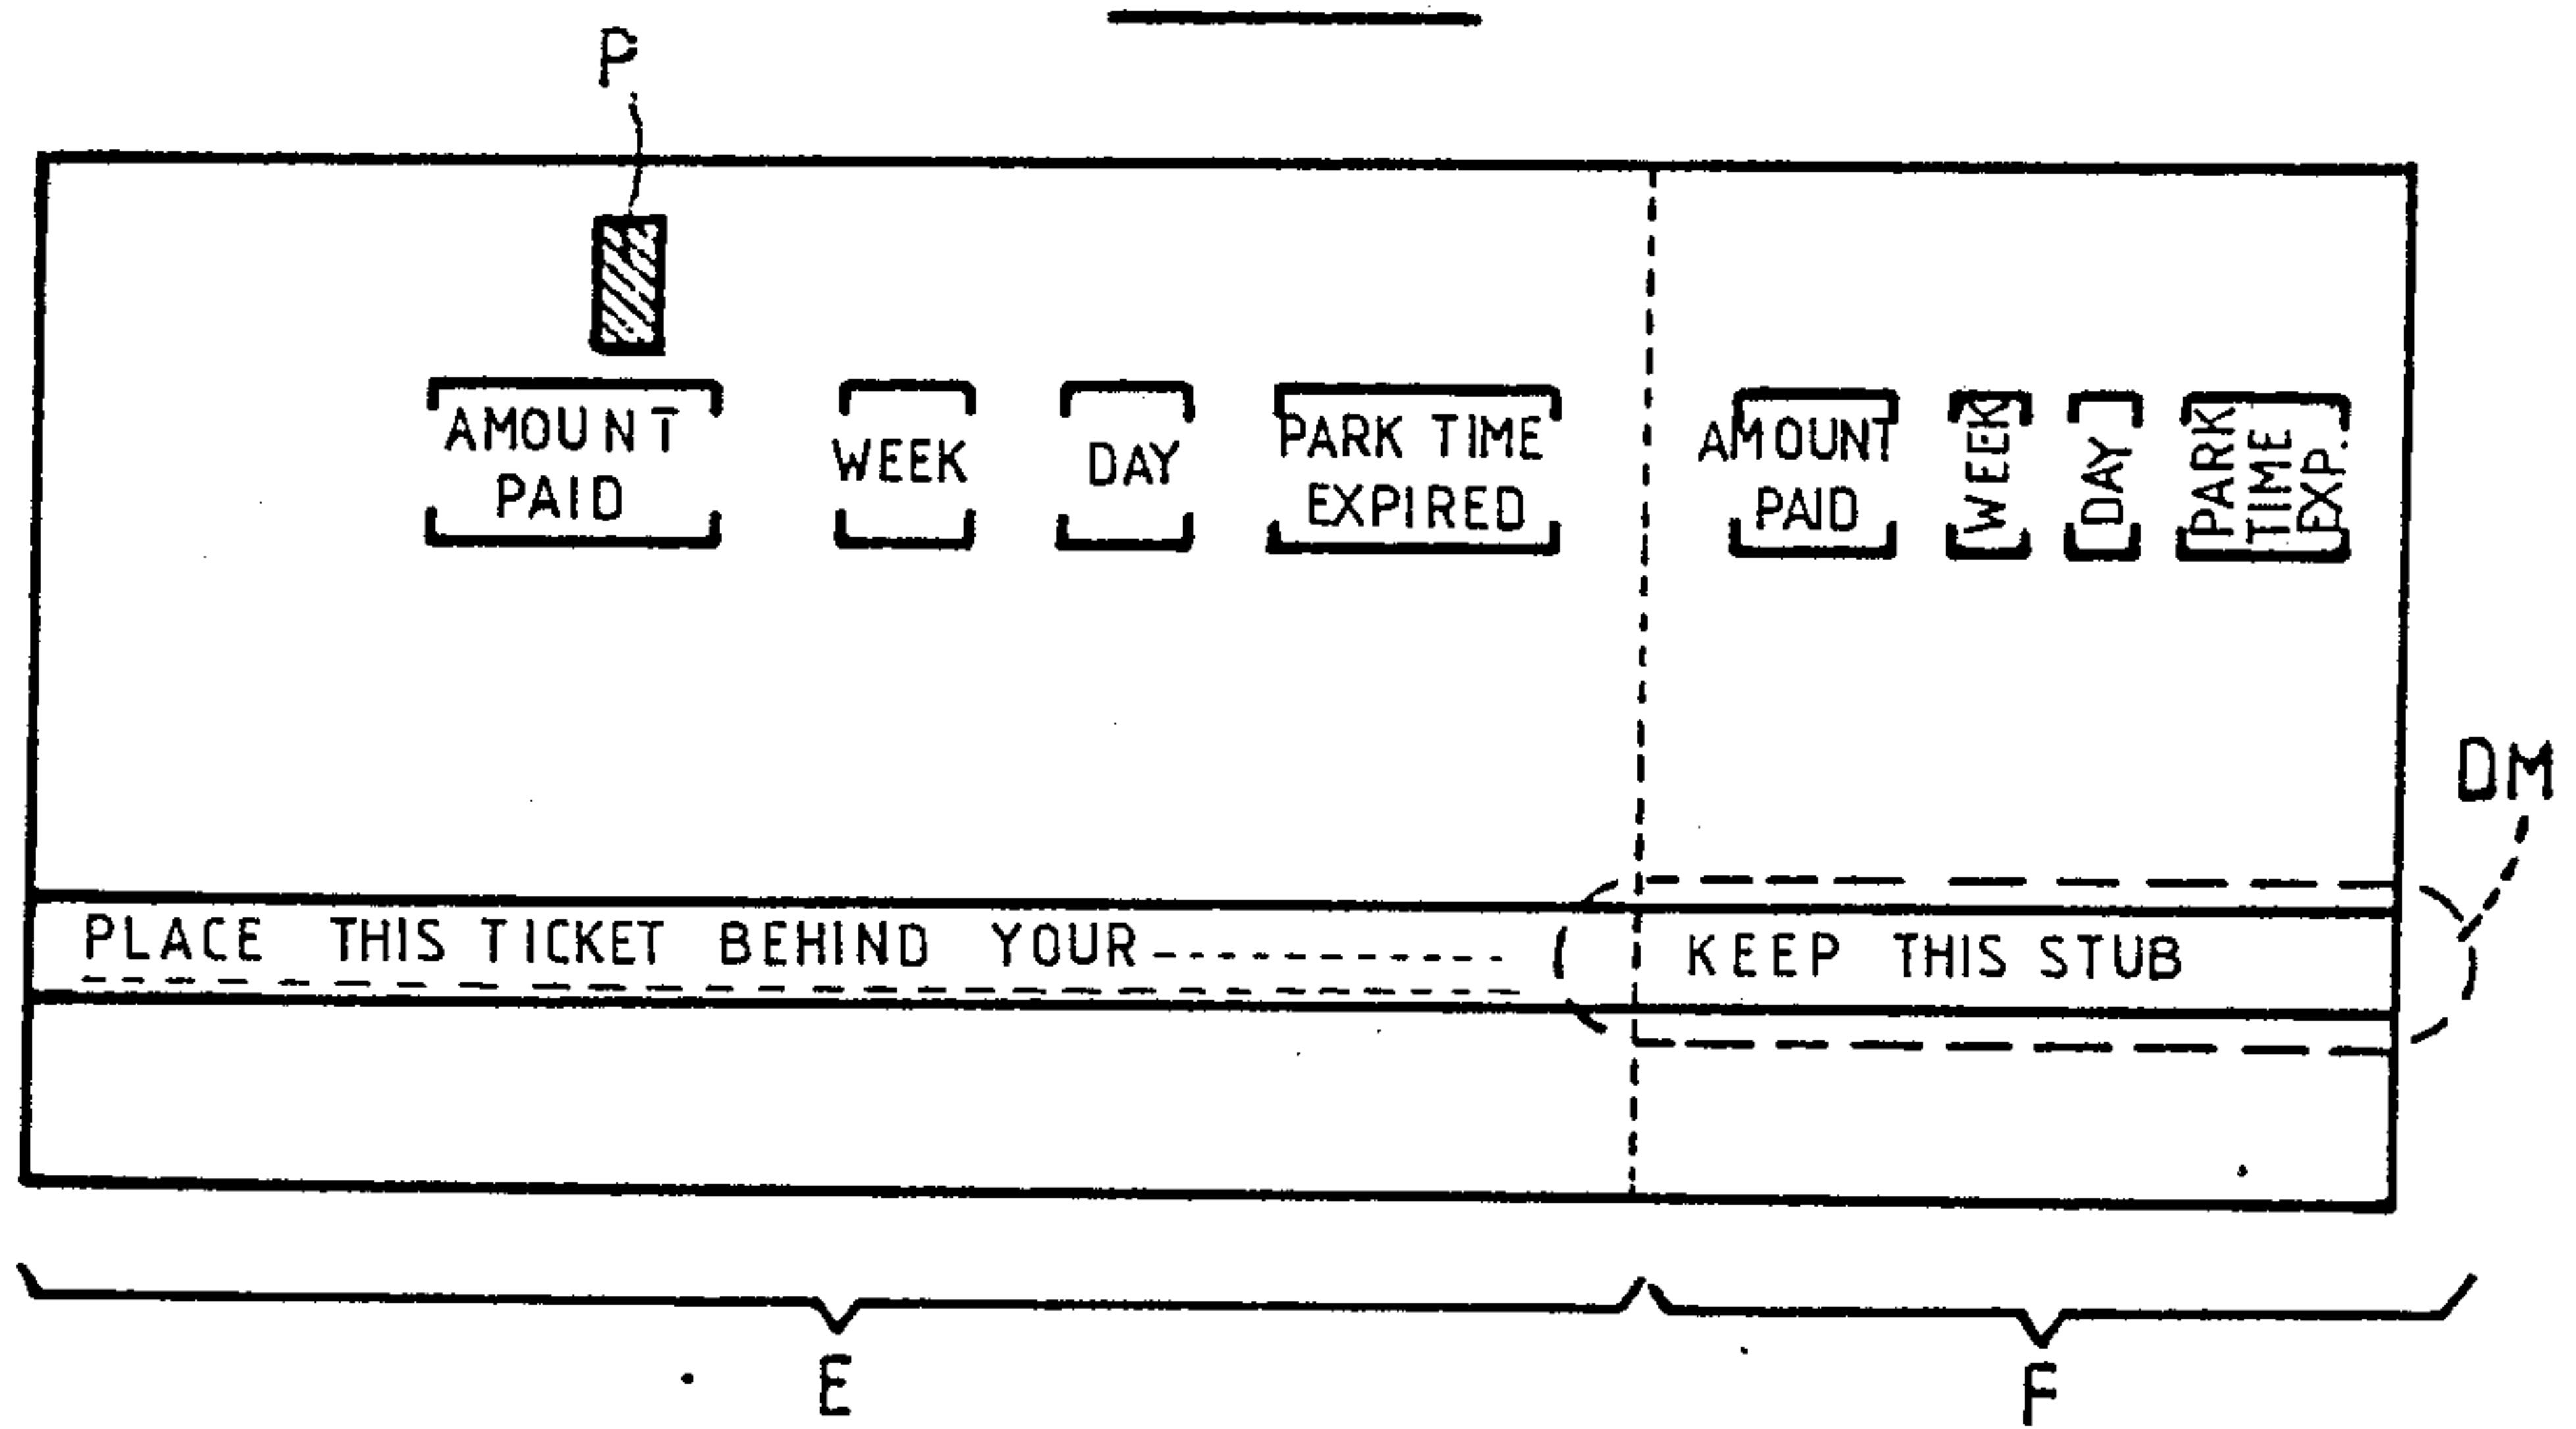 P
AMOUNT
PAID
WEEK
DAY
PARK TIME
EXPIRED
AMOUNT
PAID
WEEK
DAY
PARK
TIME
EXP.
DM
PLACE THIS TICKET BEHIND YOUR
KEEP THIS STUB
E
F